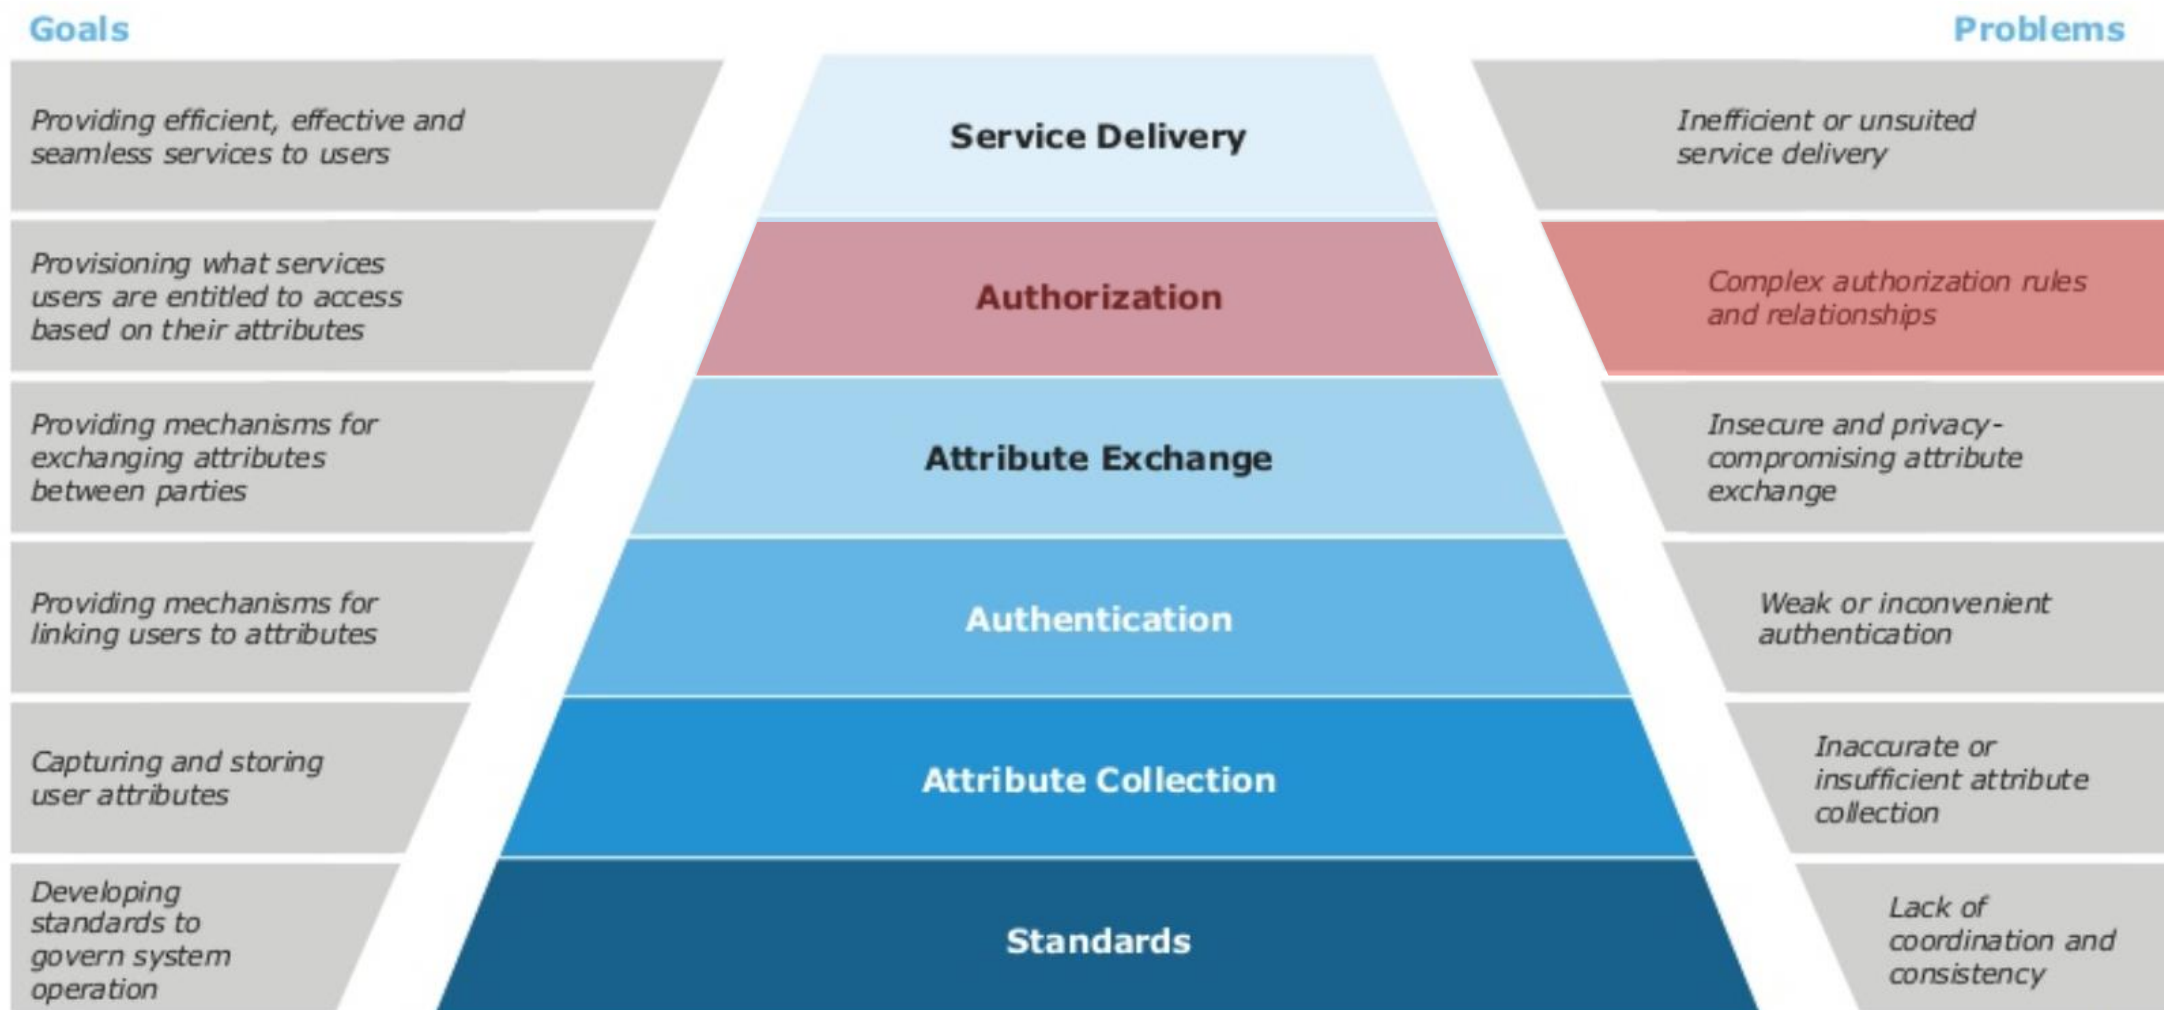 Goals
Problems
Providing efficient, effective and
seamless services to users
Service Delivery
Inefficient or unsuited
service delivery
Provisioning what services
users are entitled to access
based on their attributes
Authorization
Complex authorization rules
and relationships
Providing mechanisms for
exchanging attributes
between parties
Attribute Exchange
Insecure and privacy-
compromising attribute
exchange
Providing mechanisms for
linking users to attributes
Authentication
Weak or inconvenient
authentication
Capturing and storing
user attributes
Attribute Collection
Inaccurate or
insufficient attribute
collection
Developing
standards to
govern system
operation
Standards
Lack of
coordination and
consistency